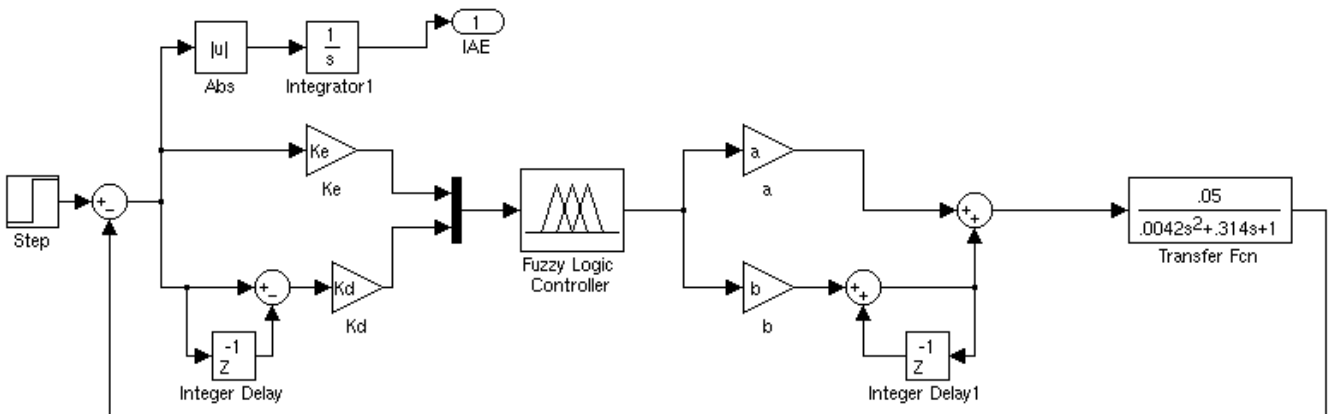 |u|
Abs
1
s
Integrator1
1
IAE
Ke
Ke
+
−
Step
+
−
Kd
Kd
-1
Z
Integer Delay
Fuzzy Logic
Controller
a
a
b
b
+
+
-1
Z
Integer Delay1
+
+
.05
.0042s²+.314s+1
Transfer Fcn